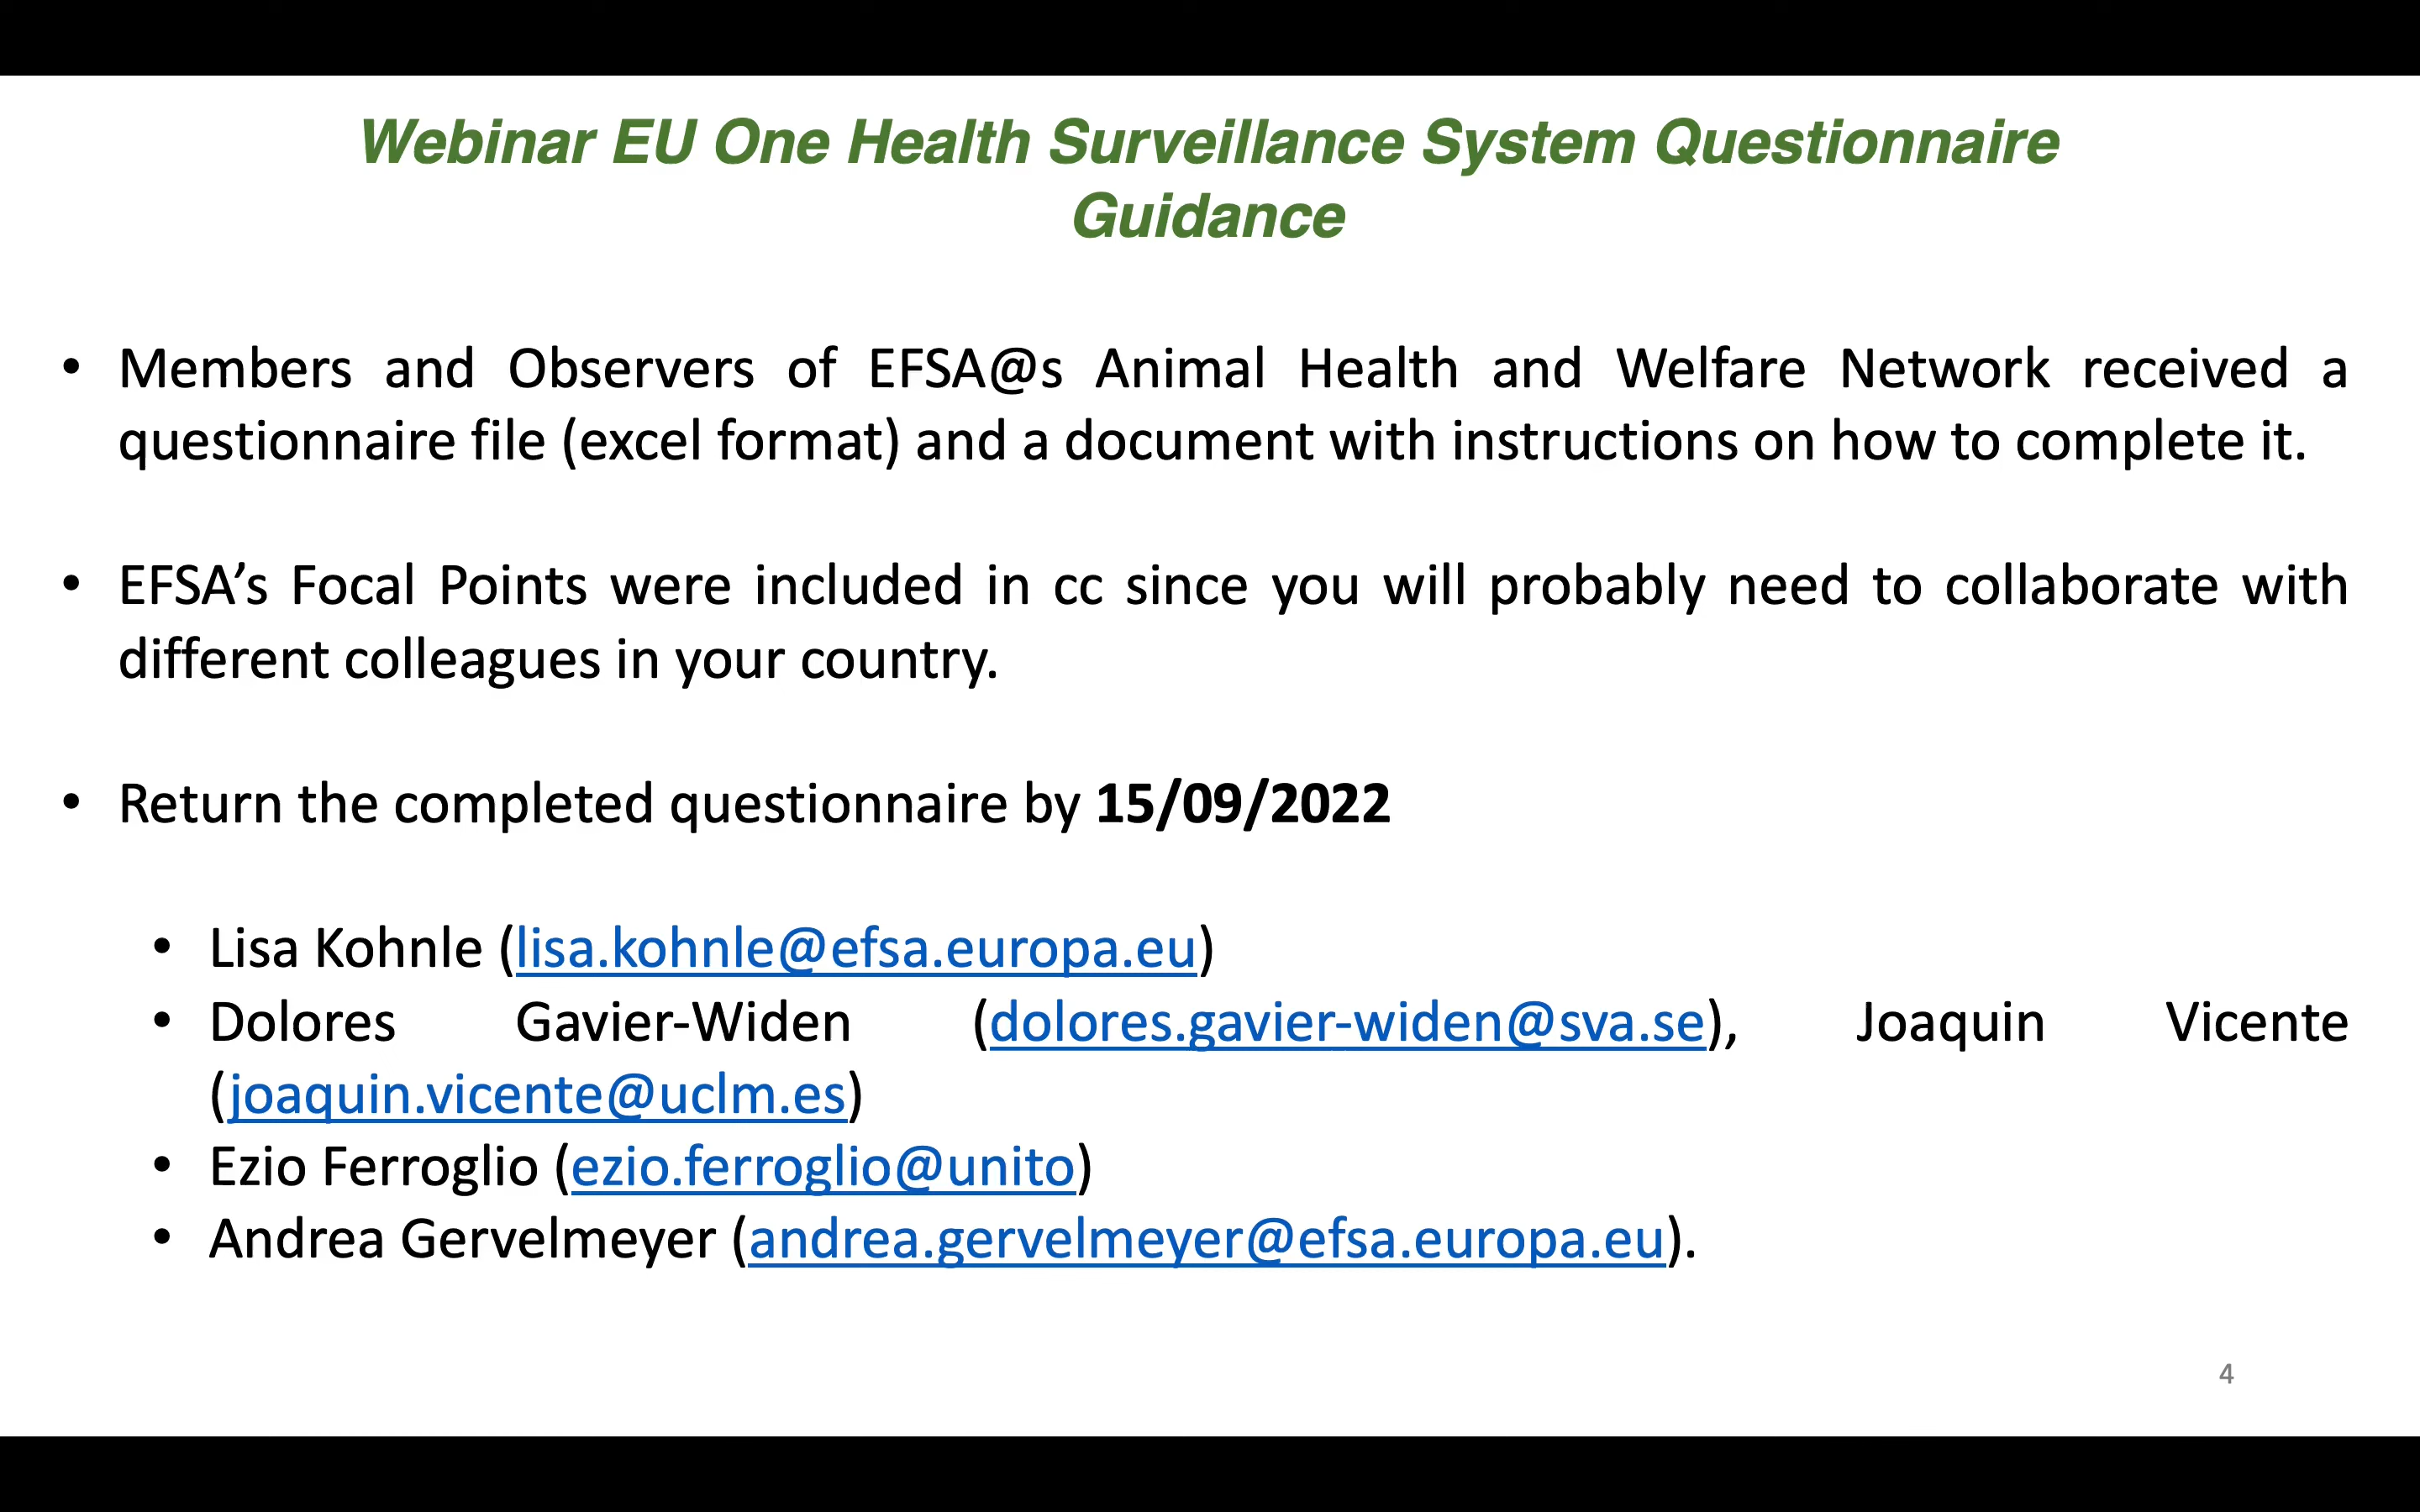 Webinar EU One Health Surveillance System Questionnaire
Guidance
• Members and Observers of EFSA@s Animal Health and Welfare Network received a
questionnaire file (excel format) and a document with instructions on how to complete it.
• EFSA’s Focal Points were included in cc since you will probably need to collaborate with
different colleagues in your country.
• Return the completed questionnaire by 15/09/2022
• Lisa Kohnle (lisa.kohnle@efsa.europa.eu)
• Dolores Gavier-Widen (dolores.gavier-widen@sva.se), Joaquin Vicente
(joaquin.vicente@uclm.es)
• Ezio Ferroglio (ezio.ferroglio@unito)
• Andrea Gervelmeyer (andrea.gervelmeyer@efsa.europa.eu).
4